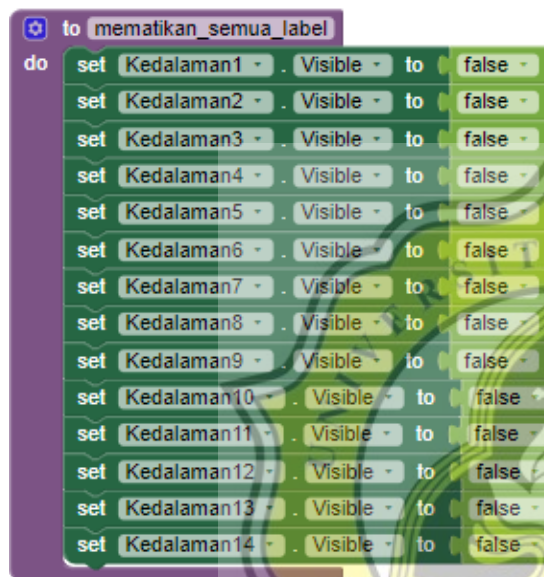 to mematikan_semua_label
do set Kedalaman1 . Visible to false
set Kedalaman2 . Visible to false
set Kedalaman3 . Visible to false
set Kedalaman4 . Visible to false
set Kedalaman5 . Visible to false
set Kedalaman6 . Visible to false
set Kedalaman7 . Visible to false
set Kedalaman8 . Visible to false
set Kedalaman9 . Visible to false
set Kedalaman10 . Visible to false
set Kedalaman11 . Visible to false
set Kedalaman12 . Visible to false
set Kedalaman13 . Visible to false
set Kedalaman14 . Visible to false
UNIVERSIT